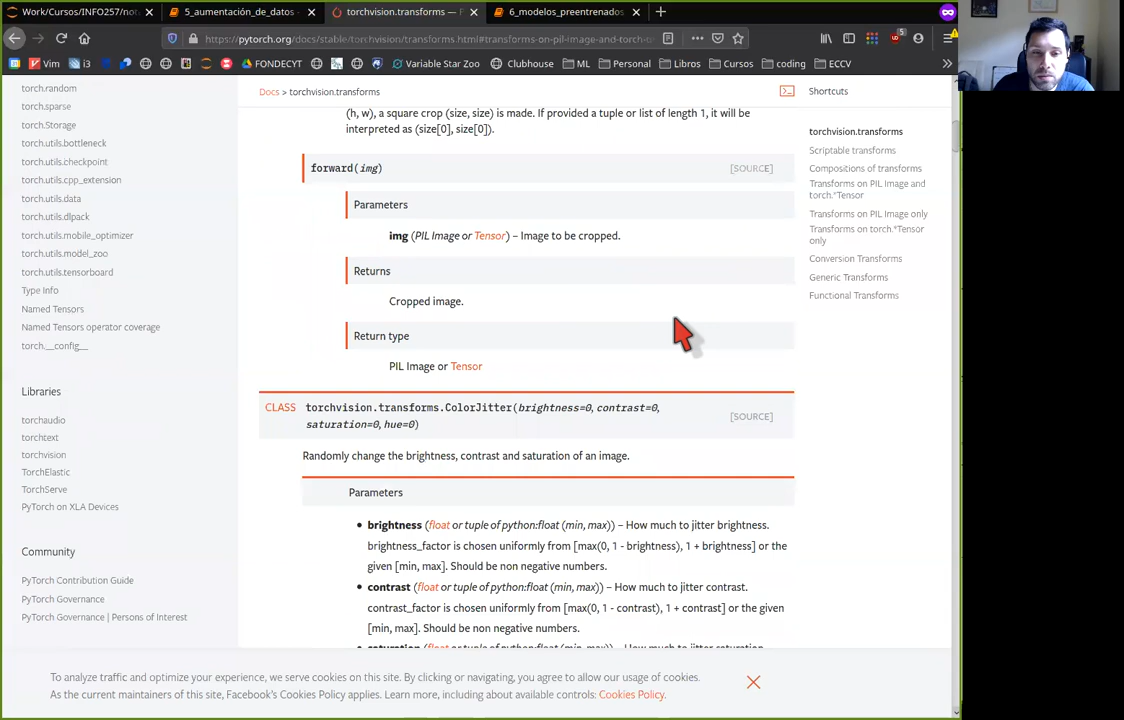 Work/Cursos/INFO257/not
5_aumentación_de_datos -
torchvision.transforms — P
6_modelos_preentrenados
https://pytorch.org/docs/stable/torchvision/transforms.html#transforms-on-pil-image-and-torch-t
Vim
i3
FONDECYT
Variable Star Zoo
Clubhouse
ML
Personal
Libros
Cursos
coding
ECCV
torch.random
torch.sparse
torch.Storage
torch.utils.bottleneck
torch.utils.checkpoint
torch.utils.cpp_extension
torch.utils.data
torch.utils.dlpack
torch.utils.mobile_optimizer
torch.utils.model_zoo
torch.utils.tensorboard
Type Info
Named Tensors
Named Tensors operator coverage
torch.__config__
Libraries
torchaudio
torchtext
torchvision
TorchElastic
TorchServe
PyTorch on XLA Devices
Community
PyTorch Contribution Guide
PyTorch Governance
PyTorch Governance | Persons of Interest
Docs > torchvision.transforms
(h, w), a square crop (size, size) is made. If provided a tuple or list of length 1, it will be
interpreted as (size[0], size[0]).
forward(img) [SOURCE]
Parameters
img (PIL Image or Tensor) – Image to be cropped.
Returns
Cropped image.
Return type
PIL Image or Tensor
CLASS torchvision.transforms.ColorJitter(brightness=0, contrast=0,
saturation=0, hue=0) [SOURCE]
Randomly change the brightness, contrast and saturation of an image.
Parameters
• brightness (float or tuple of python:float (min, max)) – How much to jitter brightness.
brightness_factor is chosen uniformly from [max(0, 1 - brightness), 1 + brightness] or the
given [min, max]. Should be non negative numbers.
• contrast (float or tuple of python:float (min, max)) – How much to jitter contrast.
contrast_factor is chosen uniformly from [max(0, 1 - contrast), 1 + contrast] or the given
[min, max]. Should be non negative numbers.
saturation (float or tuple of python:float (min, max)) – How much to jitter saturation.
Shortcuts
torchvision.transforms
Scriptable transforms
Compositions of transforms
Transforms on PIL Image and
torch.*Tensor
Transforms on PIL Image only
Transforms on torch.*Tensor
only
Conversion Transforms
Generic Transforms
Functional Transforms
To analyze traffic and optimize your experience, we serve cookies on this site. By clicking or navigating, you agree to allow our usage of cookies.
As the current maintainers of this site, Facebook's Cookies Policy applies. Learn more, including about available controls: Cookies Policy.